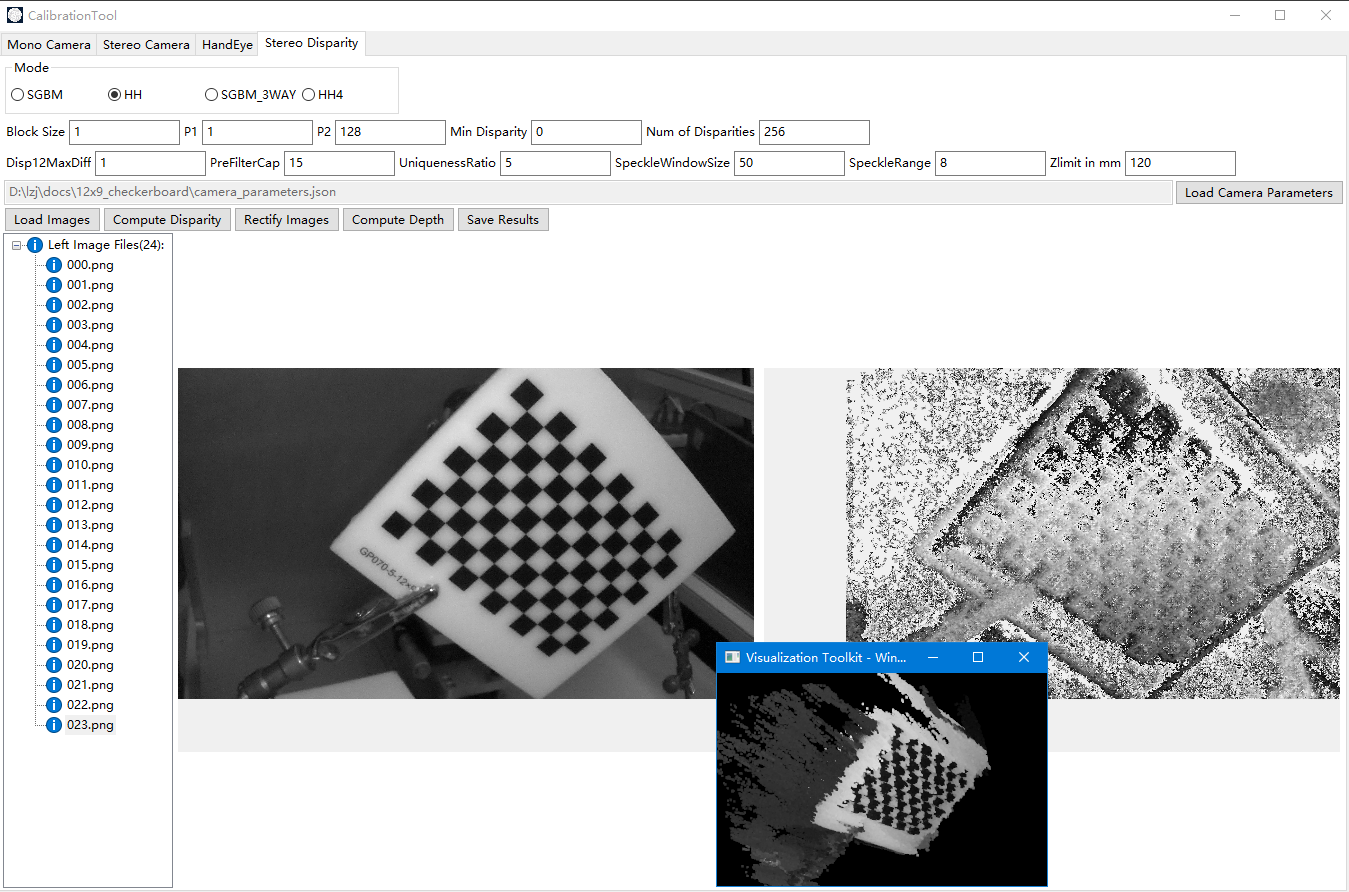 CalibrationTool
Mono Camera Stereo Camera HandEye Stereo Disparity
Mode
SGBM HH SGBM_3WAY HH4
Block Size 1 P1 1 P2 128 Min Disparity 0 Num of Disparities 256
Disp12MaxDiff 1 PreFilterCap 15 UniquenessRatio 5 SpeckleWindowSize 50 SpeckleRange 8 Zlimit in mm 120
D:\lzj\docs\12x9_checkerboard\camera_parameters.json Load Camera Parameters
Load Images Compute Disparity Rectify Images Compute Depth Save Results
Left Image Files(24):
000.png
001.png
002.png
003.png
004.png
005.png
006.png
007.png
008.png
009.png
010.png
011.png
012.png
013.png
014.png
015.png
016.png
017.png
018.png
019.png
020.png
021.png
022.png
023.png
GP070-5-12×
Visualization Toolkit - Win...